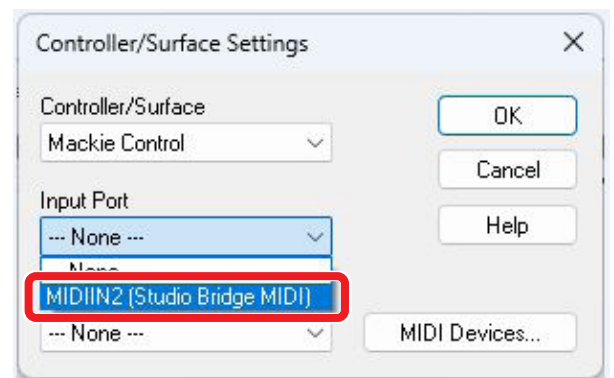 Controller/Surface Settings
Controller/Surface
OK
Mackie Control
Cancel
Input Port
Help
--- None ---
MIDIIN2 (Studio Bridge MIDI)
--- None ---
MIDI Devices...